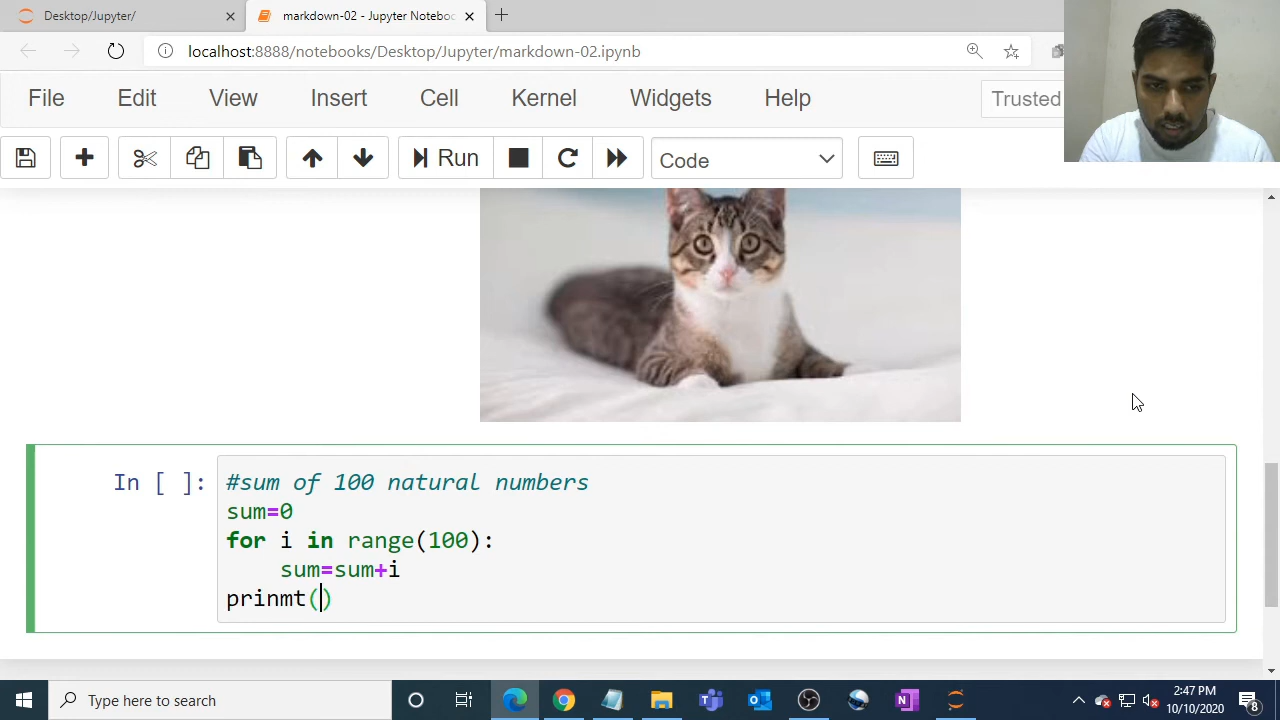 Desktop/Jupyter/
markdown-02 - Jupyter Noteboo
localhost:8888/notebooks/Desktop/Jupyter/markdown-02.ipynb
File Edit View Insert Cell Kernel Widgets Help Trusted
Run Code
In [ ]:
#sum of 100 natural numbers
sum=0
for i in range(100):
    sum=sum+i
prinmt()
Type here to search
2:47 PM
10/10/2020
8